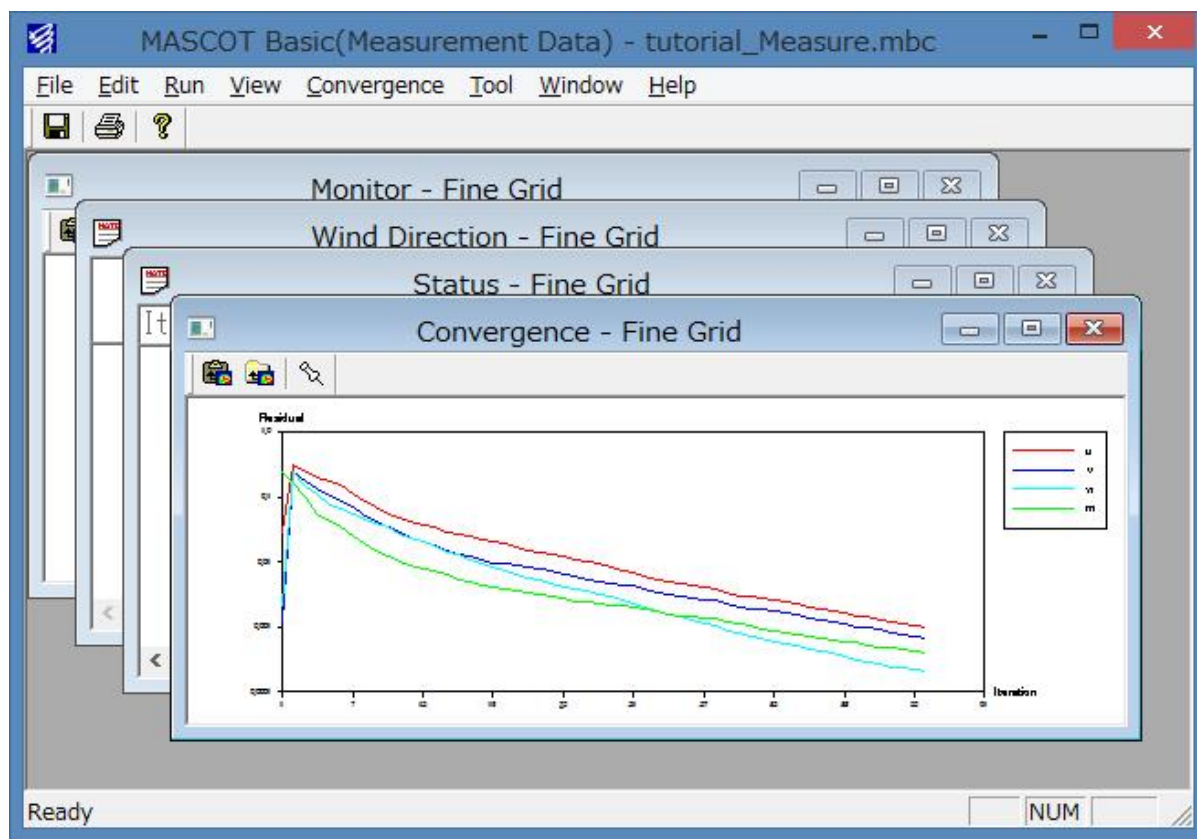 MASCOT Basic(Measurement Data) - tutorial_Measure.mbc
File Edit Run View Convergence Tool Window Help
Monitor - Fine Grid
Wind Direction - Fine Grid
Status - Fine Grid
It
Convergence - Fine Grid
Residual
u
v
w
m
Iteration
Ready
NUM